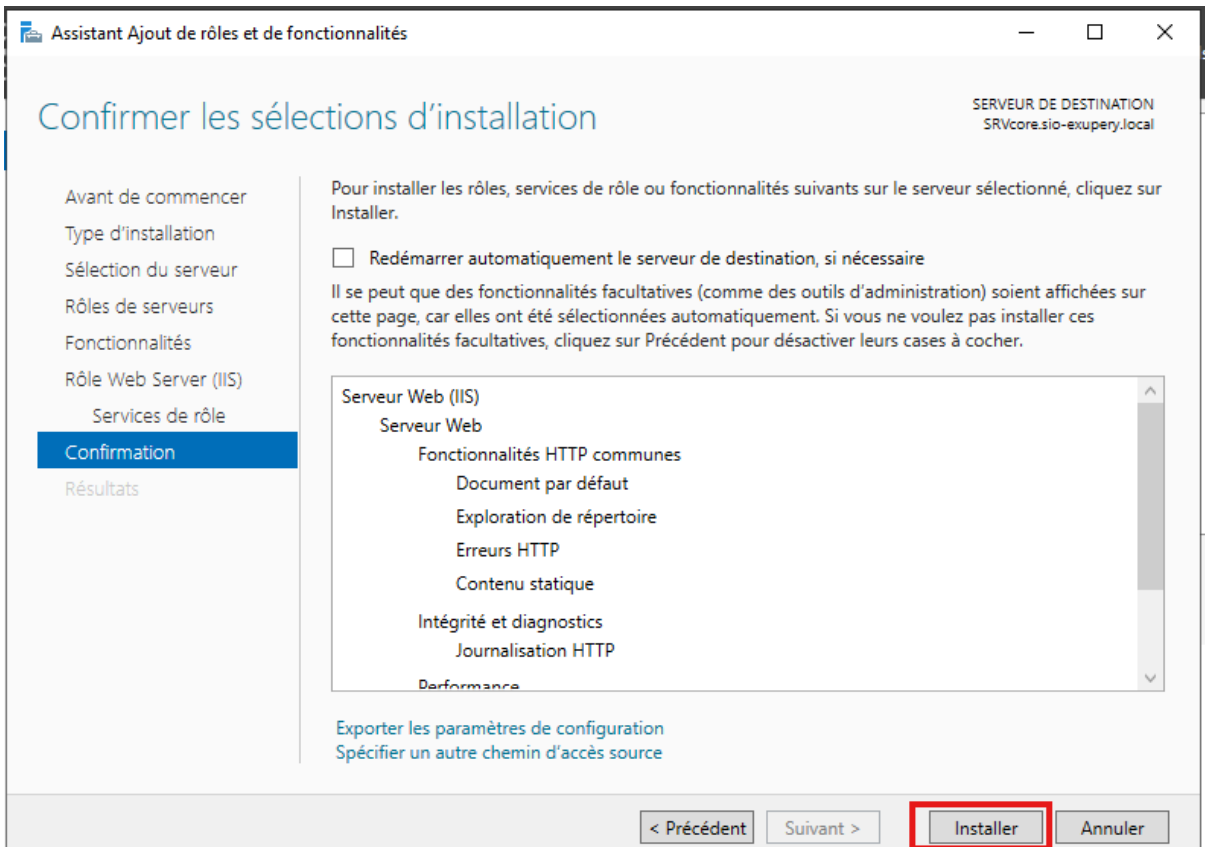 Assistant Ajout de rôles et de fonctionnalités
Confirmer les sélections d'installation
SERVEUR DE DESTINATION
SRVcore.sio-exupery.local
Avant de commencer
Type d'installation
Sélection du serveur
Rôles de serveurs
Fonctionnalités
Rôle Web Server (IIS)
Services de rôle
Confirmation
Résultats
Pour installer les rôles, services de rôle ou fonctionnalités suivants sur le serveur sélectionné, cliquez sur
Installer.
Redémarrer automatiquement le serveur de destination, si nécessaire
Il se peut que des fonctionnalités facultatives (comme des outils d'administration) soient affichées sur
cette page, car elles ont été sélectionnées automatiquement. Si vous ne voulez pas installer ces
fonctionnalités facultatives, cliquez sur Précédent pour désactiver leurs cases à cocher.
Serveur Web (IIS)
Serveur Web
Fonctionnalités HTTP communes
Document par défaut
Exploration de répertoire
Erreurs HTTP
Contenu statique
Intégrité et diagnostics
Journalisation HTTP
Performance
Exporter les paramètres de configuration
Spécifier un autre chemin d'accès source
< Précédent
Suivant >
Installer
Annuler